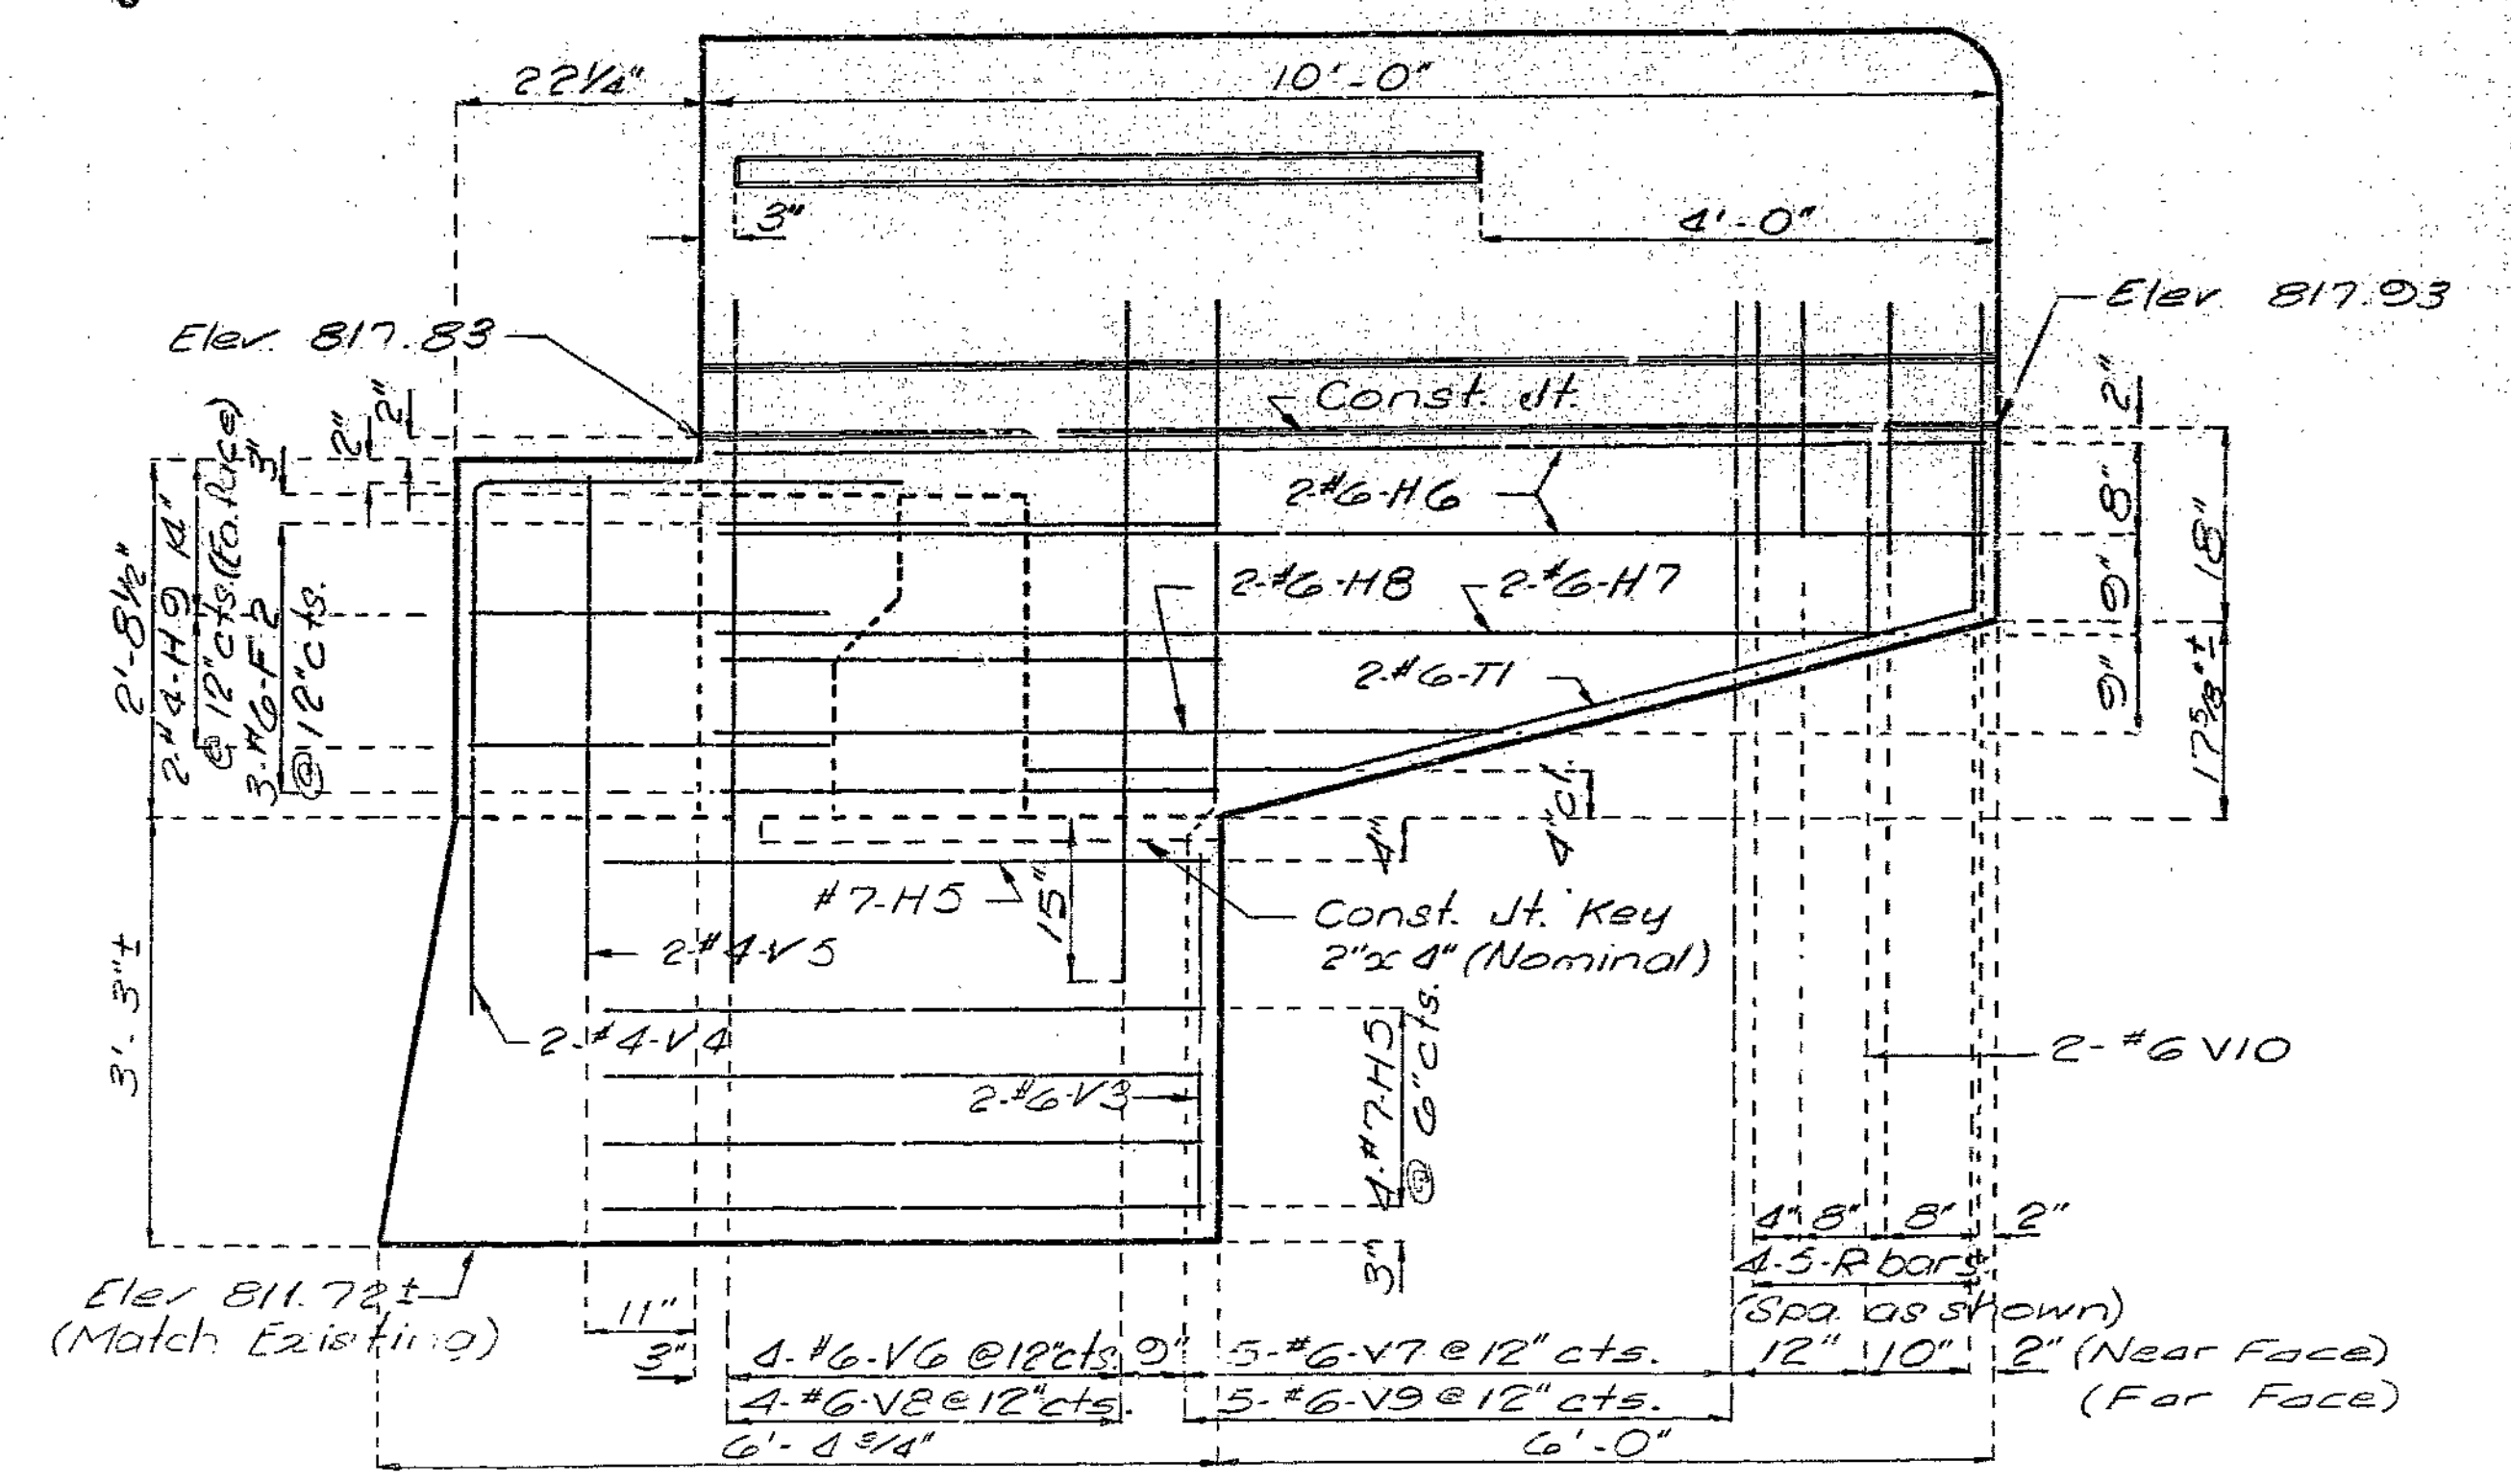 22 1/4"
10'-0"
3"
4'-0"
Elev. 817.83
Elev. 817.93
Const. Jt.
2"
2"
3"
2"
2-#6-H6
8"
18"
2'-8½"
2-#4-H9
14"
@ 12"cts. (Ea. Face)
3-#6-F2
@ 12"cts.
2-#6-H8
2-#6-H7
9"
9"
17⅝"±
2-#6-T1
4"cl.
4"
#7-H5
15"
Const. Jt. Key
2"x4" (Nominal)
2-#4-V5
3'-3"±
2-#4-V4
2-#6-V3
4-#7-H5
@ 6"cts.
2-#6 V10
4" 8" 8" 2"
4-5-R bars
(Spa. as shown)
3"
Elev 811.72±
(Match Existing)
11"
3"
4-#6-V6 @12"cts. 9" 5-#6-V7 @ 12" cts. 12" 10" 2" (Near Face)
4-#6-V8 @ 12"cts. 5-#6-V9 @ 12" cts. (Far Face)
6'-4 3/4"
6'-0"